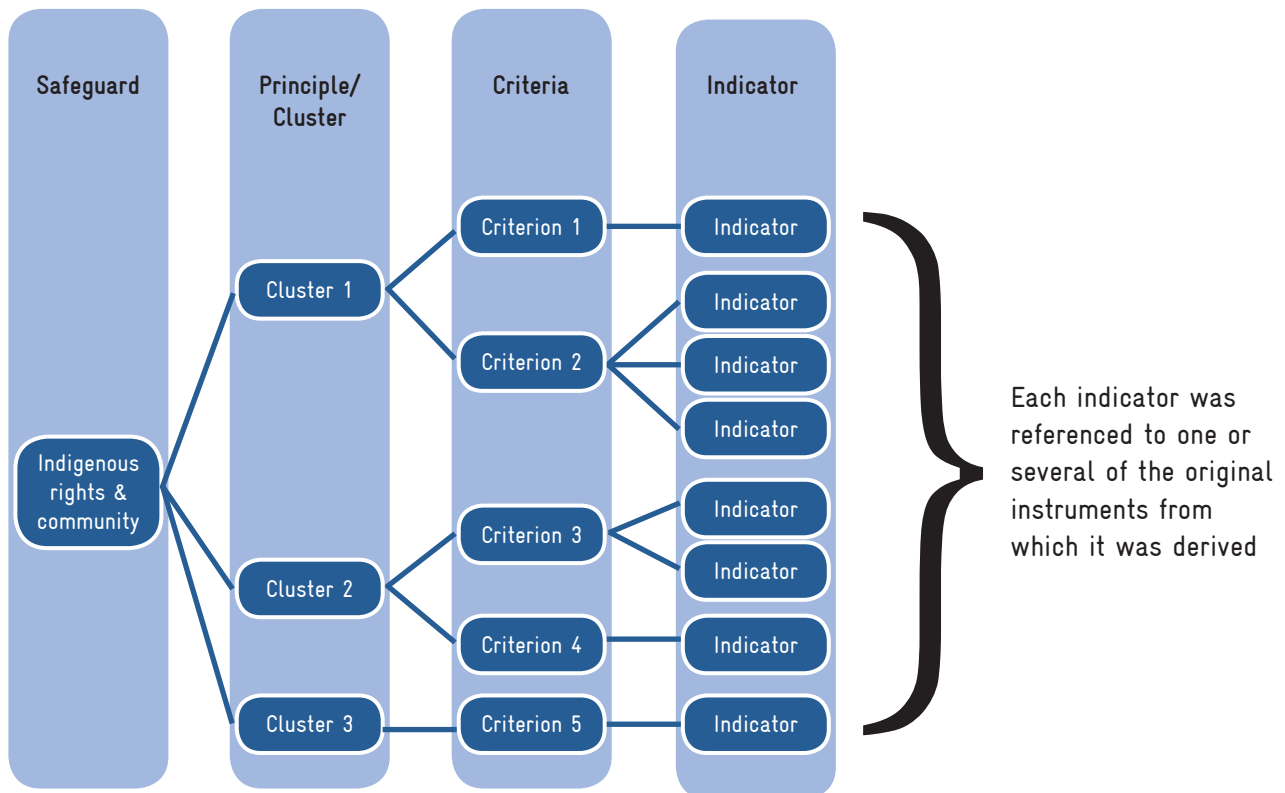 Safeguard
Principle/
Cluster
Criteria
Indicator
Indigenous
rights &
community
Cluster 1
Cluster 2
Cluster 3
Criterion 1
Criterion 2
Criterion 3
Criterion 4
Criterion 5
Indicator
Indicator
Indicator
Indicator
Indicator
Indicator
Indicator
Indicator
Each indicator was
referenced to one or
several of the original
instruments from
which it was derived